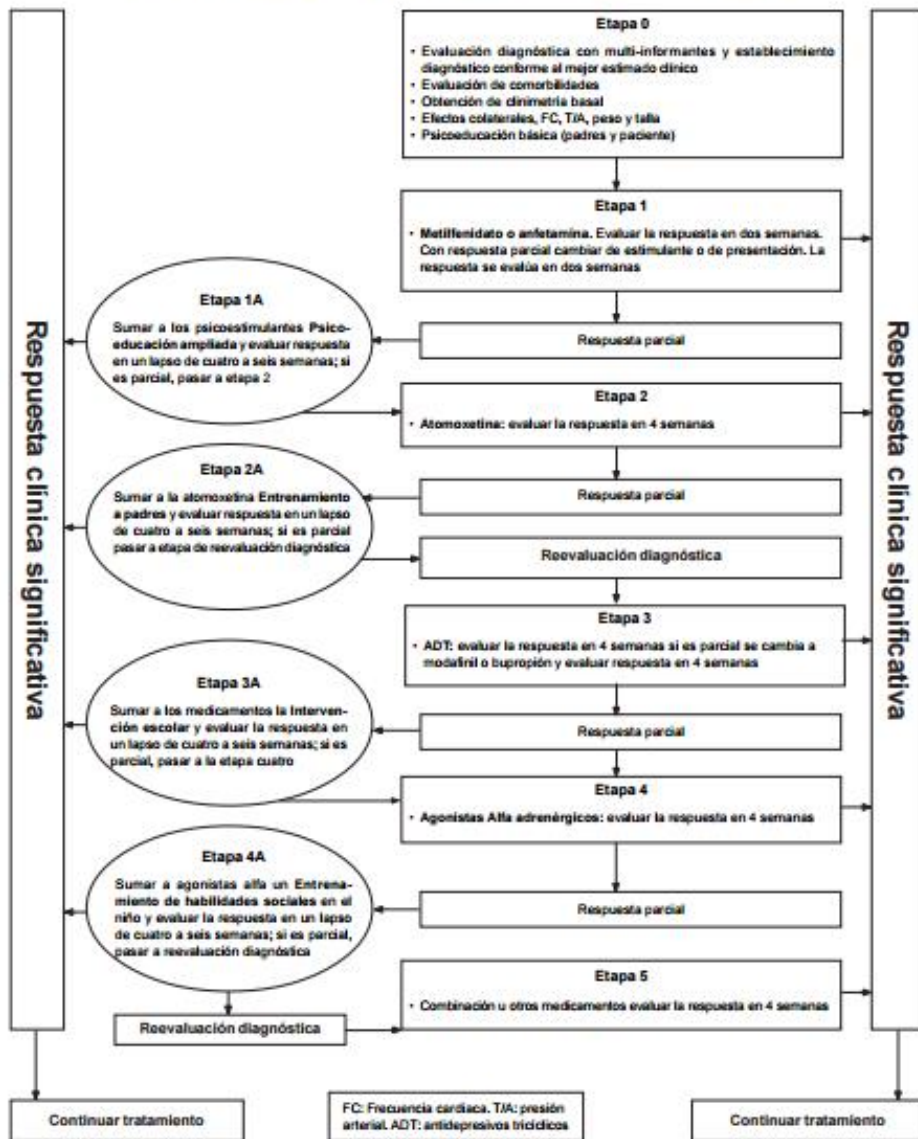 Etapa 0
• Evaluación diagnóstica con multi-informantes y establecimiento
diagnóstico conforme al mejor estimado clínico
• Evaluación de comorbilidades
• Obtención de clinimetría basal
• Efectos colaterales, FC, T/A, peso y talla
• Psicoeducación básica (padres y paciente)
Etapa 1
• Metilfenidato o anfetamina. Evaluar la respuesta en dos semanas.
Con respuesta parcial cambiar de estimulante o de presentación. La
respuesta se evalúa en dos semanas
Etapa 1A
Sumar a los psicoestimulantes Psico-
educación ampliada y evaluar respuesta
en un lapso de cuatro a seis semanas; si
es parcial, pasar a etapa 2
Respuesta parcial
Etapa 2
• Atomoxetina: evaluar la respuesta en 4 semanas
Etapa 2A
Sumar a la atomoxetina Entrenamiento
a padres y evaluar respuesta en un lapso
de cuatro a seis semanas; si es parcial
pasar a etapa de reevaluación diagnóstica
Respuesta parcial
Reevaluación diagnóstica
Etapa 3
• ADT: evaluar la respuesta en 4 semanas si es parcial se cambia a
modafinil o bupropión y evaluar respuesta en 4 semanas
Etapa 3A
Sumar a los medicamentos la Interven-
ción escolar y evaluar la respuesta en
un lapso de cuatro a seis semanas; si es
parcial, pasar a la etapa cuatro
Respuesta parcial
Etapa 4
• Agonistas Alfa adrenérgicos: evaluar la respuesta en 4 semanas
Etapa 4A
Sumar a agonistas alfa un Entrena-
miento de habilidades sociales en el
niño y evaluar la respuesta en un lapso
de cuatro a seis semanas; si es parcial,
pasar a reevaluación diagnóstica
Respuesta parcial
Etapa 5
• Combinación u otros medicamentos evaluar la respuesta en 4 semanas
Reevaluación diagnóstica
Respuesta clínica significativa
Respuesta clínica significativa
Continuar tratamiento
FC: Frecuencia cardiaca. T/A: presión
arterial. ADT: antidepresivos tricíclicos
Continuar tratamiento